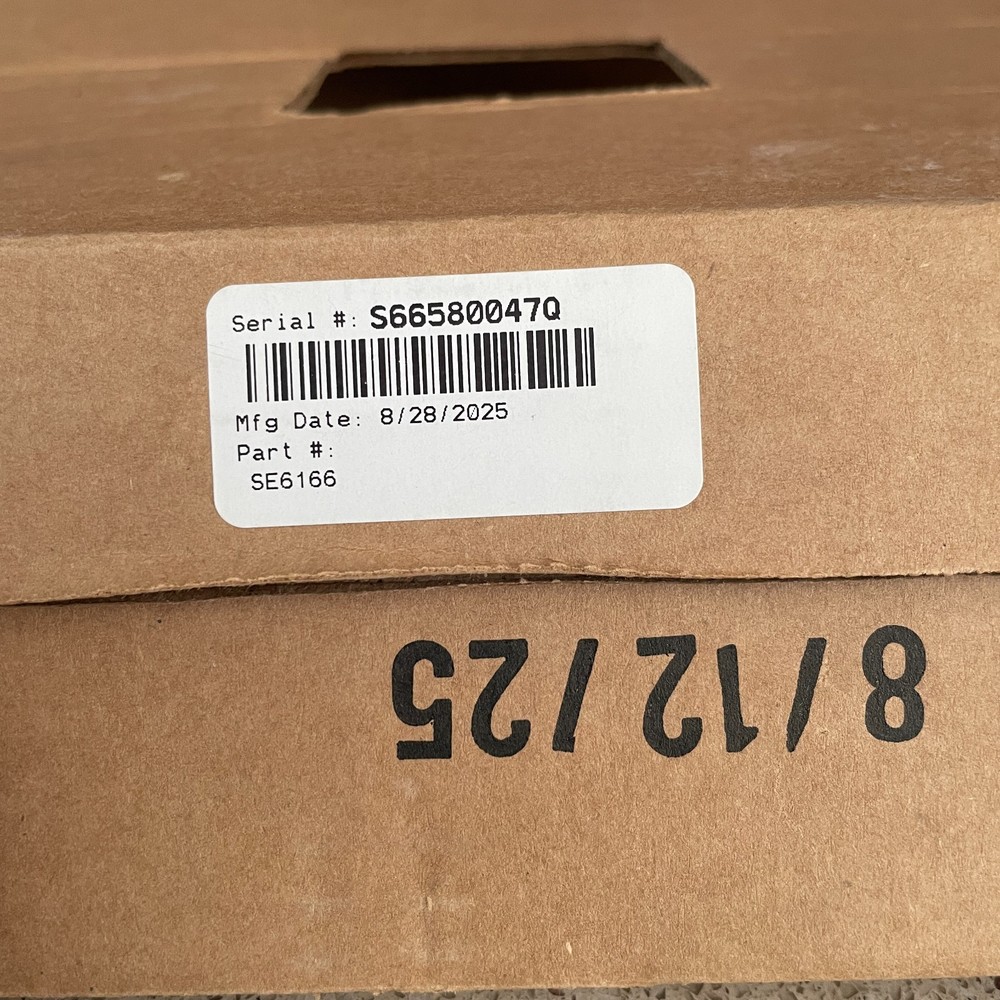 Serial #: S66580047Q
Mfg Date: 8/28/2025
Part #:
SE6166
8/12/25